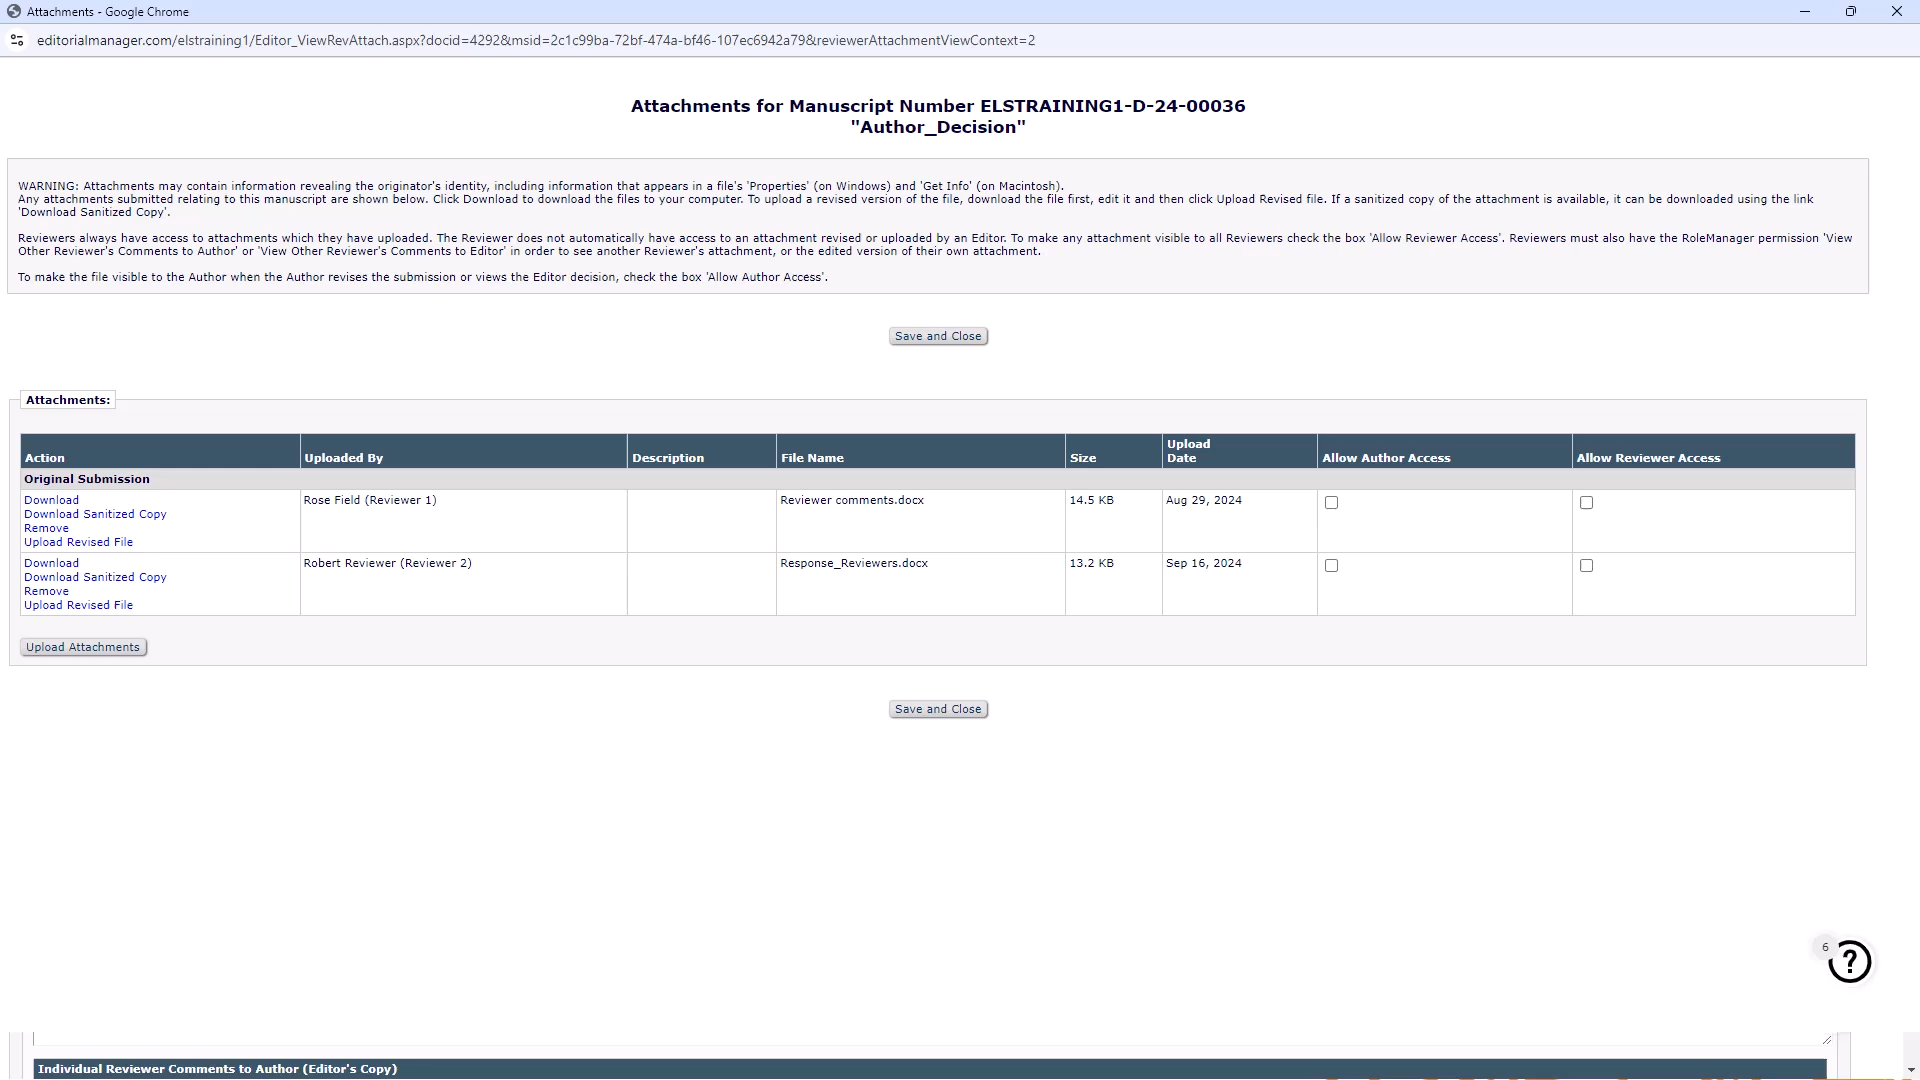 Attachments - Google Chrome
editorialmanager.com/elstraining1/Editor_ViewRevAttach.aspx?docid=4292&msid=2c1c99ba-72bf-474a-bf46-107ec6942a79&reviewerAttachmentViewContext=2
Attachments for Manuscript Number ELSTRAINING1-D-24-00036
"Author_Decision"
WARNING: Attachments may contain information revealing the originator's identity, including information that appears in a file's 'Properties' (on Windows) and 'Get Info' (on Macintosh).
Any attachments submitted relating to this manuscript are shown below. Click Download to download the files to your computer. To upload a revised version of the file, download the file first, edit it and then click Upload Revised file. If a sanitized copy of the attachment is available, it can be downloaded using the link
'Download Sanitized Copy'.
Reviewers always have access to attachments which they have uploaded. The Reviewer does not automatically have access to an attachment revised or uploaded by an Editor. To make any attachment visible to all Reviewers check the box 'Allow Reviewer Access'. Reviewers must also have the RoleManager permission 'View
Other Reviewer's Comments to Author' or 'View Other Reviewer's Comments to Editor' in order to see another Reviewer's attachment, or the edited version of their own attachment.
To make the file visible to the Author when the Author revises the submission or views the Editor decision, check the box 'Allow Author Access'.
Save and Close
Attachments:
Action Uploaded By Description File Name Size Upload Date Allow Author Access Allow Reviewer Access
Original Submission
Download Rose Field (Reviewer 1) Reviewer comments.docx 14.5 KB Aug 29, 2024
Download Sanitized Copy
Remove
Upload Revised File
Download Robert Reviewer (Reviewer 2) Response_Reviewers.docx 13.2 KB Sep 16, 2024
Download Sanitized Copy
Remove
Upload Revised File
Upload Attachments
Save and Close
6
?
Individual Reviewer Comments to Author (Editor's Copy)